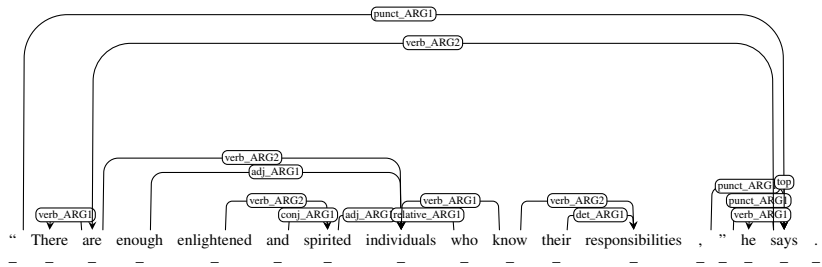 punct_ARG1
verb_ARG2
verb_ARG2
adj_ARG1
punct_ARG1 top
verb_ARG2 verb_ARG1 verb_ARG2 punct_ARG1
verb_ARG1 conj_ARG1 adj_ARG1 relative_ARG1 det_ARG1 verb_ARG1
“ There are enough enlightened and spirited individuals who know their responsibilities , ” he says .